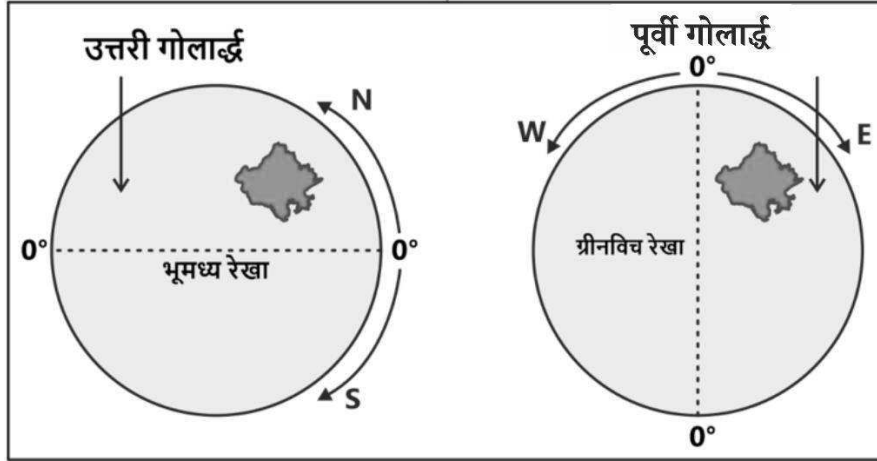 उत्तरी गोलार्द्ध
N
0°
0°
भूमध्य रेखा
S
पूर्वी गोलार्द्ध
0°
W
E
ग्रीनविच रेखा
0°